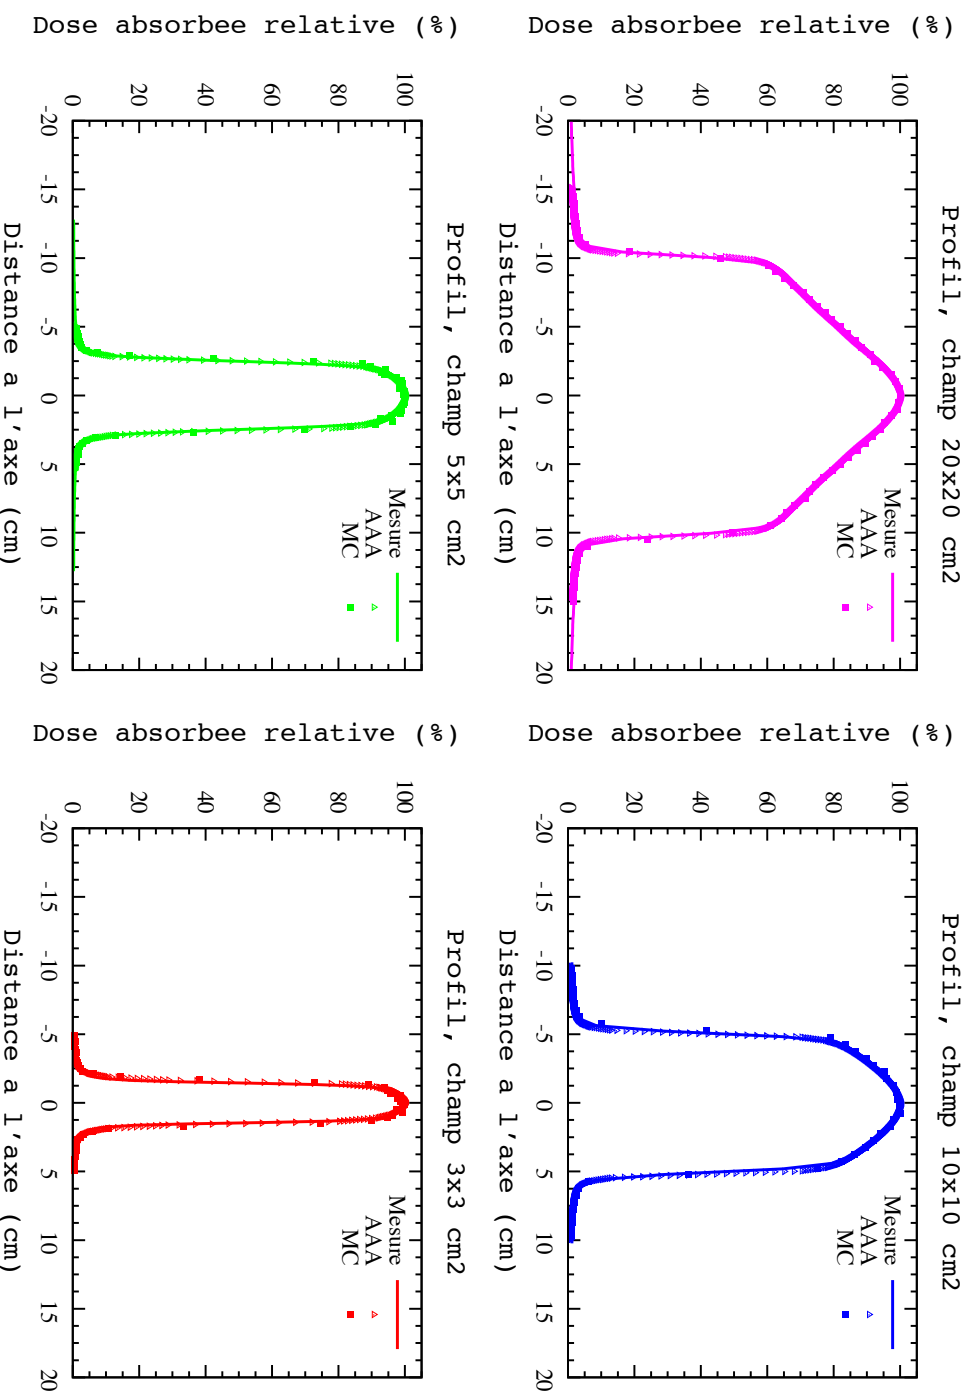 Profil, champ 20x20 cm2
Dose absorbee relative (%)
100
80
60
40
20
0
Mesure
AAA
MC
-20 -15 -10 -5 0 5 10 15 20
Distance a l'axe (cm)
Profil, champ 10x10 cm2
Dose absorbee relative (%)
100
80
60
40
20
0
Mesure
AAA
MC
-20 -15 -10 -5 0 5 10 15 20
Distance a l'axe (cm)
Profil, champ 5x5 cm2
Dose absorbee relative (%)
100
80
60
40
20
0
Mesure
AAA
MC
-20 -15 -10 -5 0 5 10 15 20
Distance a l'axe (cm)
Profil, champ 3x3 cm2
Dose absorbee relative (%)
100
80
60
40
20
0
Mesure
AAA
MC
-20 -15 -10 -5 0 5 10 15 20
Distance a l'axe (cm)